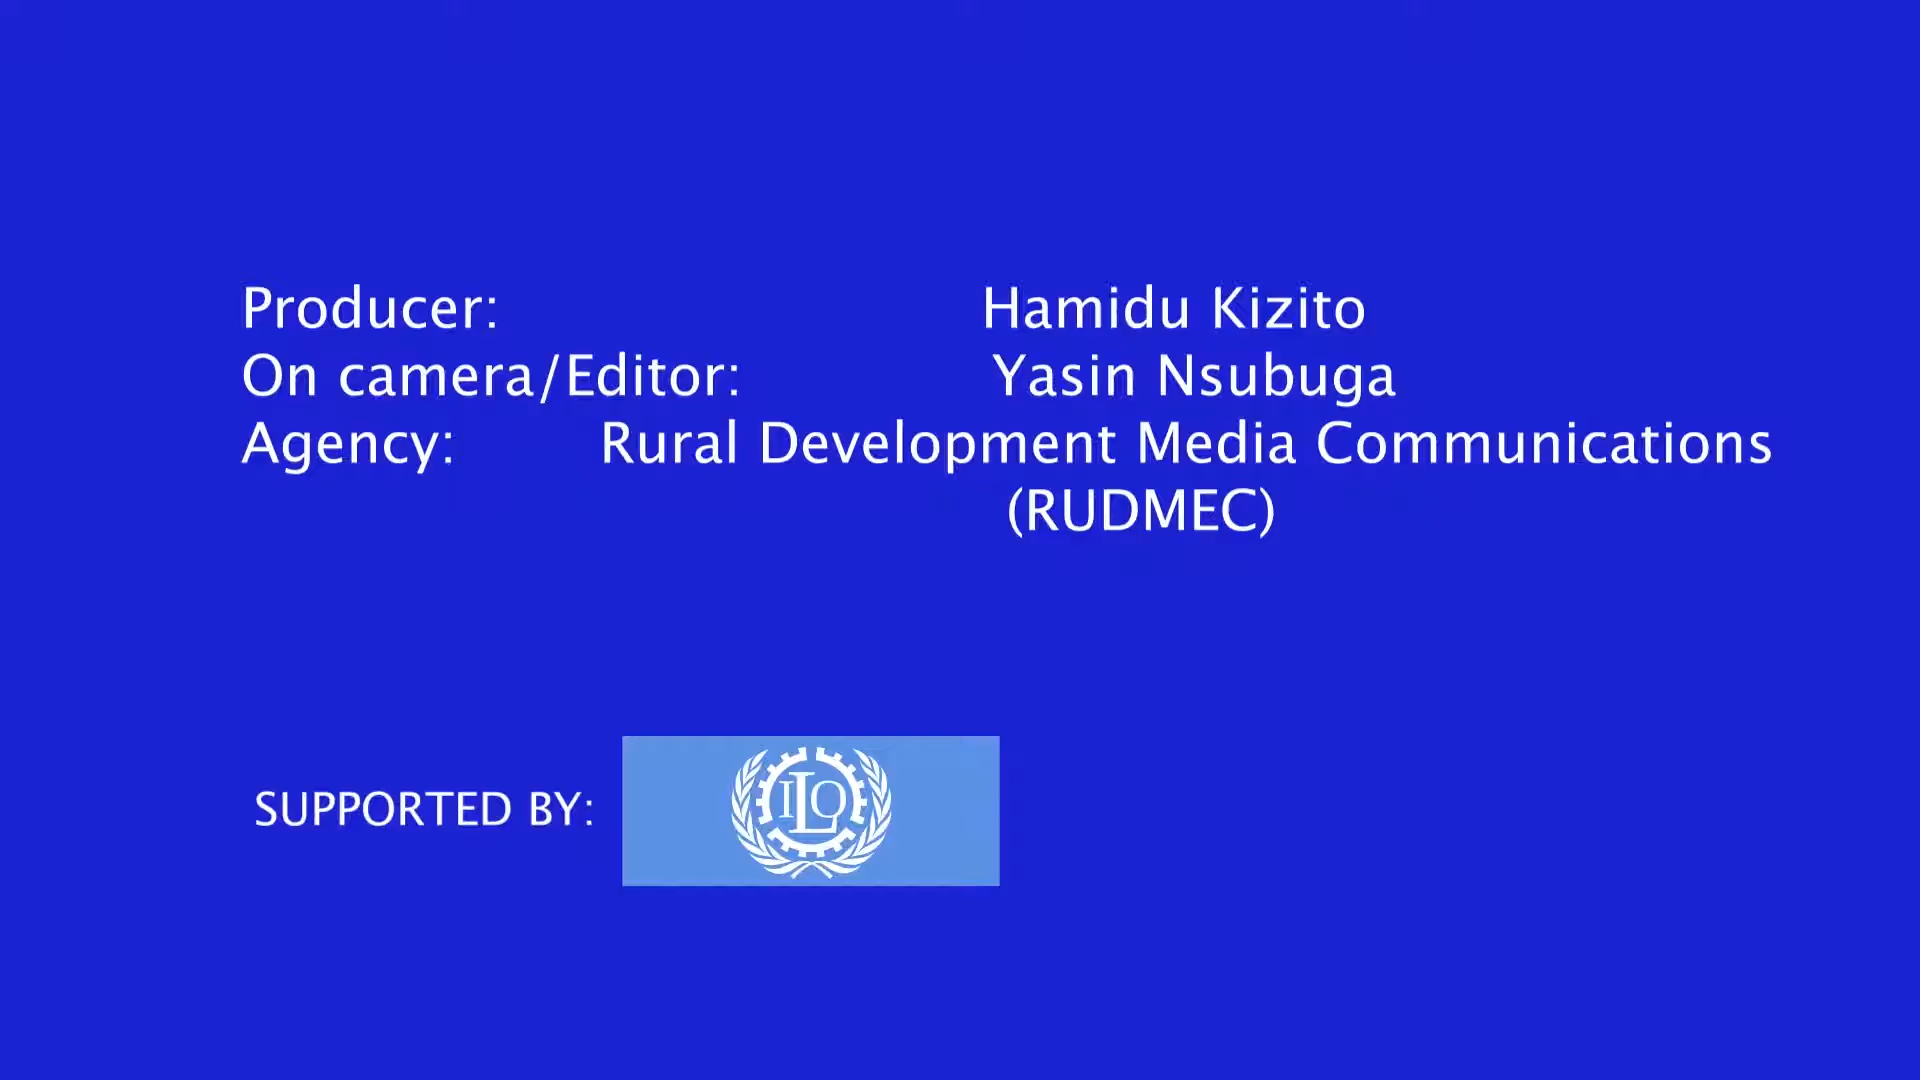 Producer: Hamidu Kizito
On camera/Editor: Yasin Nsubuga
Agency: Rural Development Media Communications
(RUDMEC)
SUPPORTED BY:
ILO